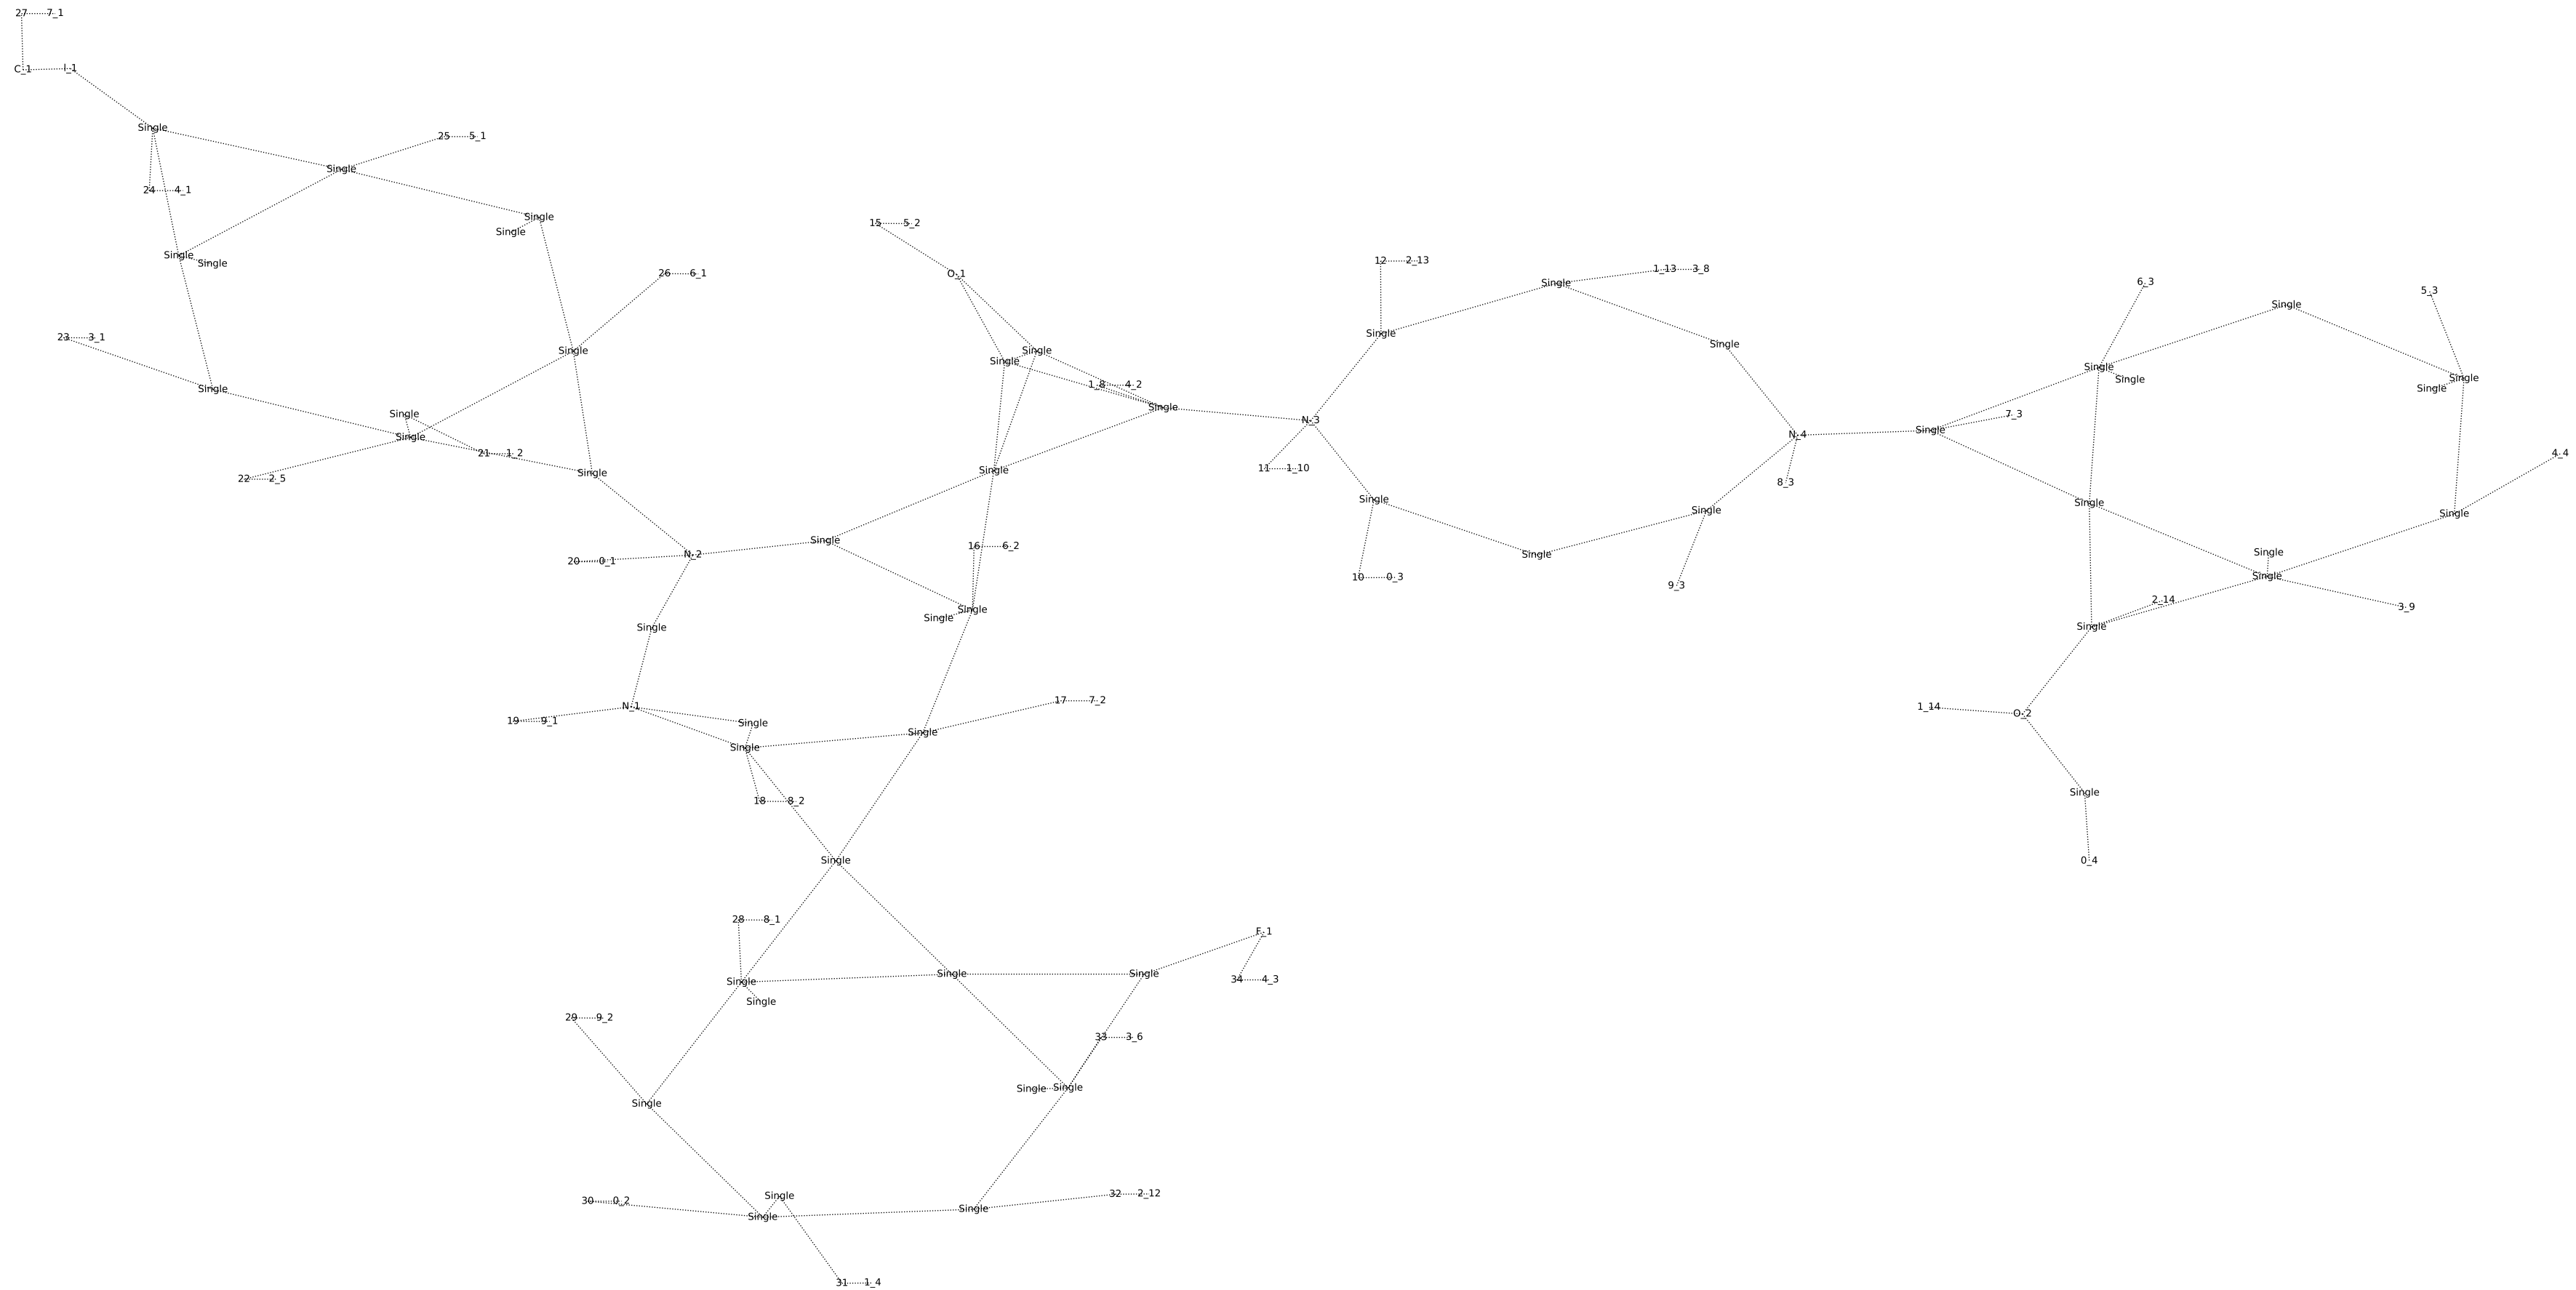 27 7_1
C_1 I_1
Single
25 5_1
Single
24 4_1
Single
Single
15 5_2
Single
Single
12 2_13
1_13 3_8
26 6_1
O_1
6_3
Single
5_3
Single
23 3_1
Single
Single
Single
Single
Single
Single
Single
Single
Single
1_8 4_2
Single
Single
Single
Single
7_3
N_3
Single
N_4
Single
21 1_2
4_4
11 1_10
Single
Single
22 2_5
8_3
Single
Single
Single
Single
Single
16 6_2
Single
N_2
Single
20 0_1
Single
10 0_3
9_3
2_14
3_9
Single
Single
Single
Single
17 7_2
N_1
1_14
O_2
19 9_1
Single
Single
Single
Single
18 8_2
Single
0_4
28 8_1
F_1
Single
Single
34 4_3
Single
Single
29 9_2
33 3_6
Single
Single
Single
32 2_12
Single
30 0_2
Single
Single
31 1_4